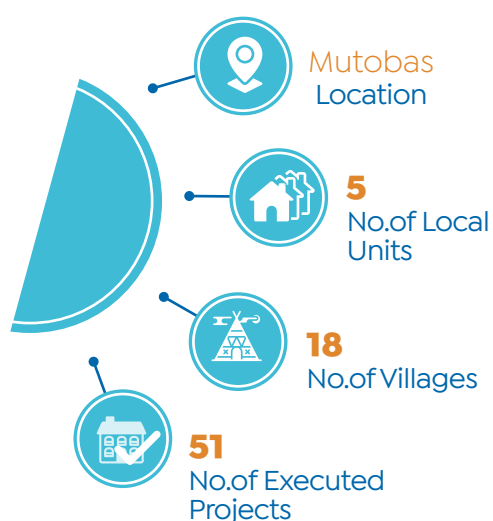 Mutobas
Location
5
No.of Local
Units
18
No.of Villages
51
No.of Executed
Projects